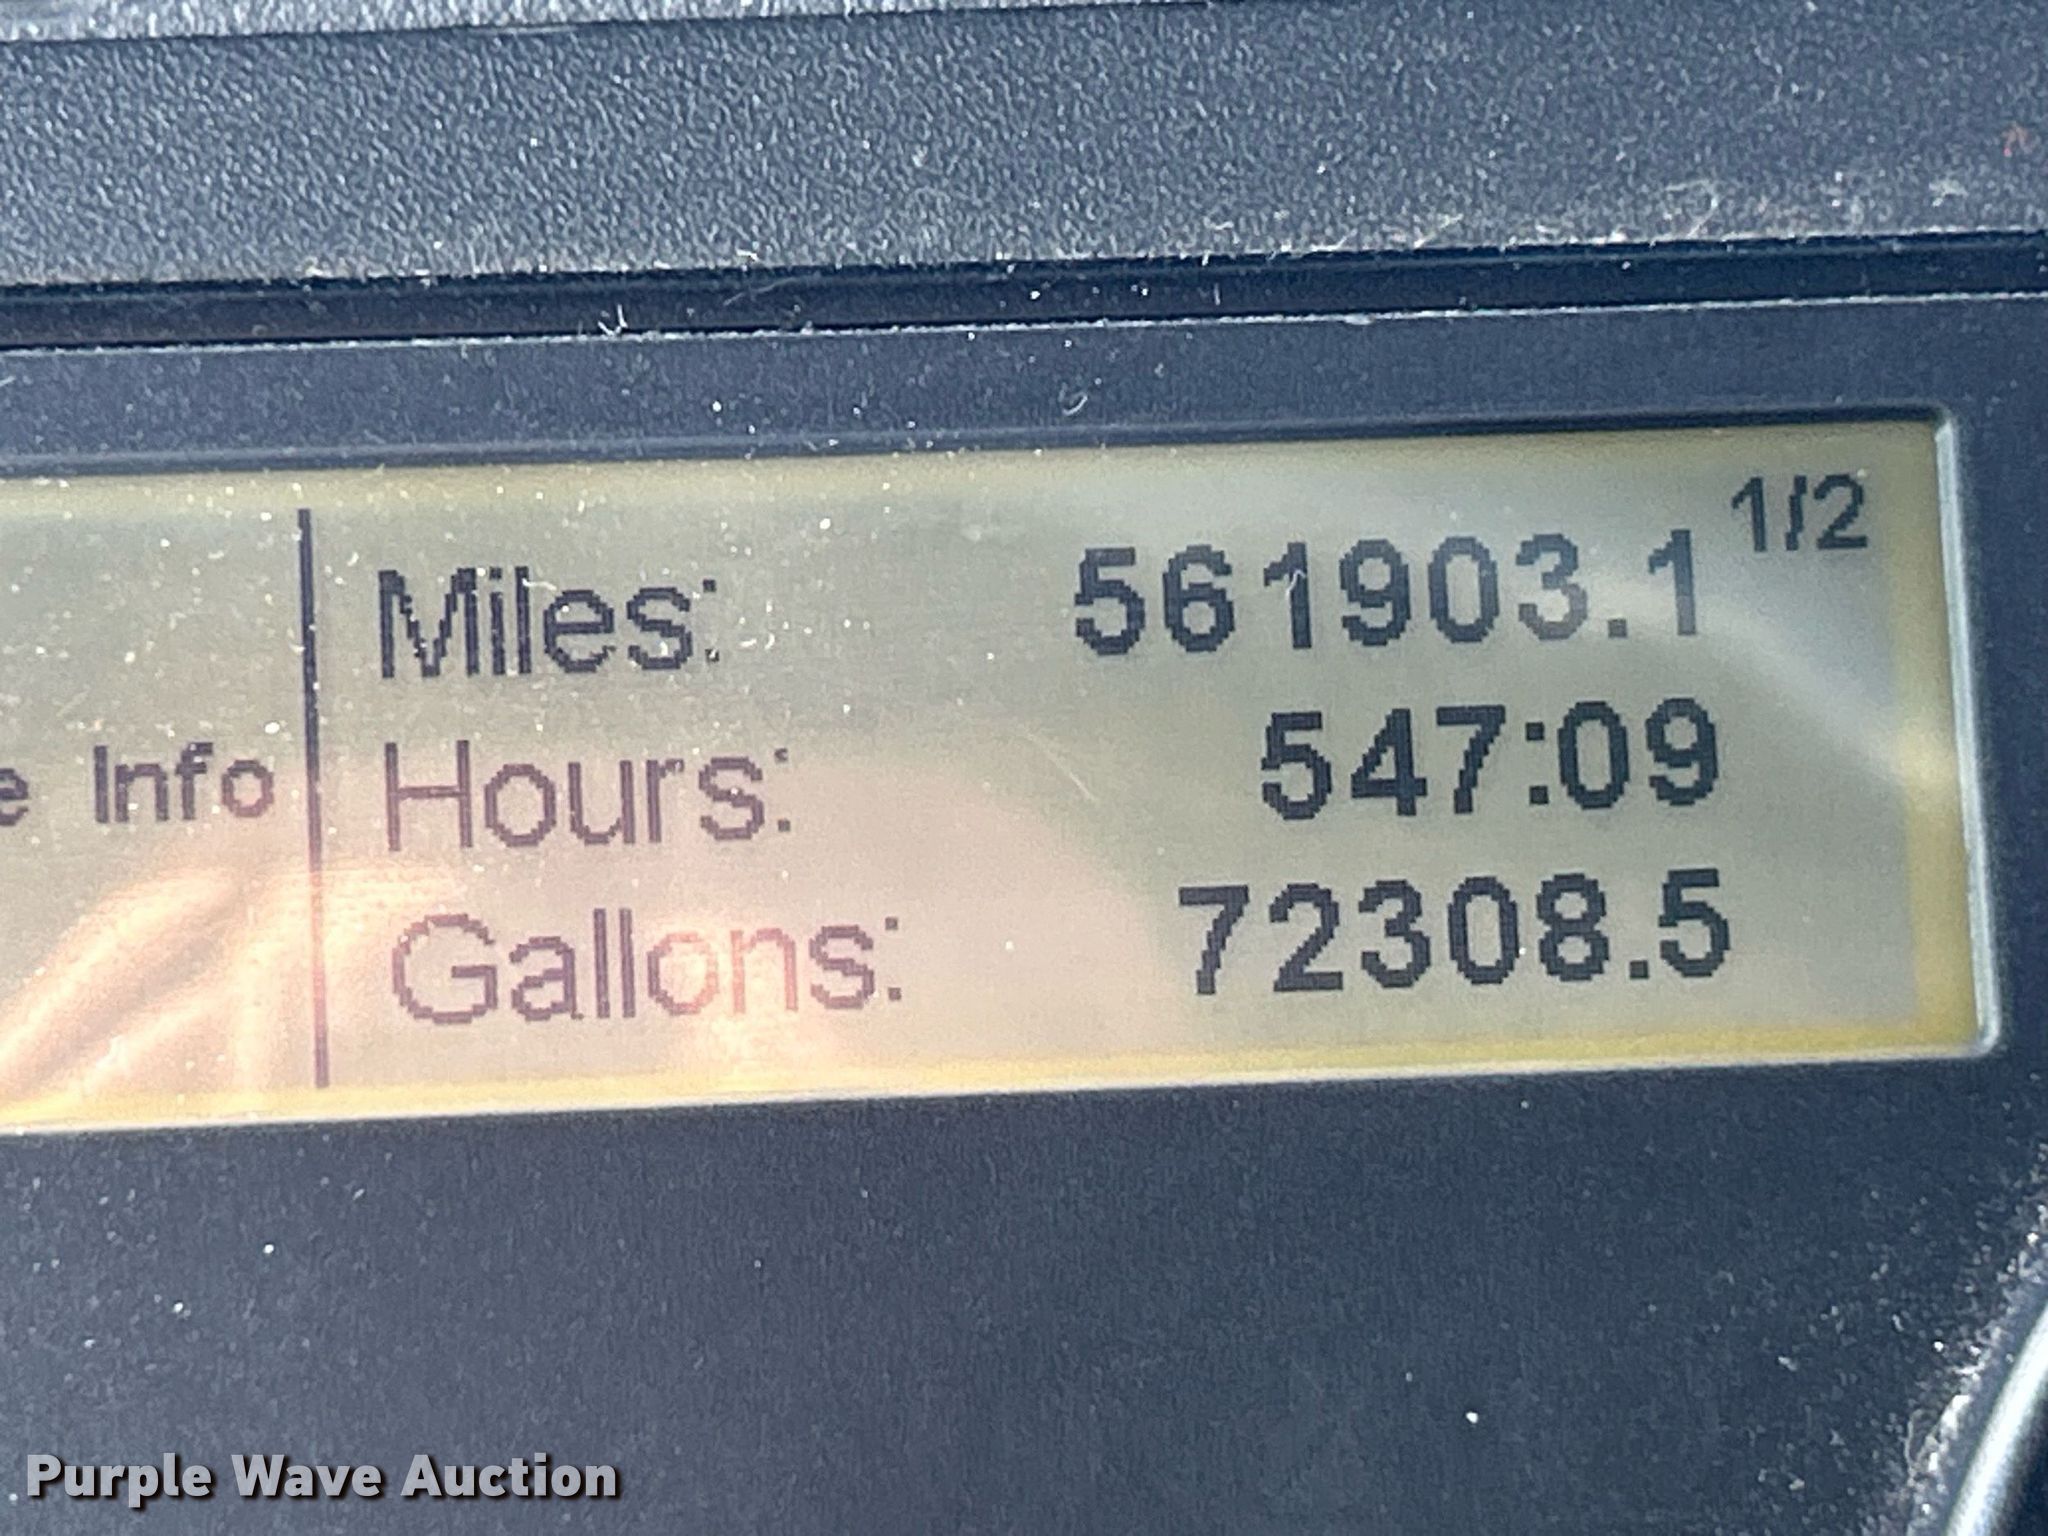 1/2
Miles: 561903.1
e Info
Hours: 547:09
Gallons: 72308.5
Purple Wave Auction